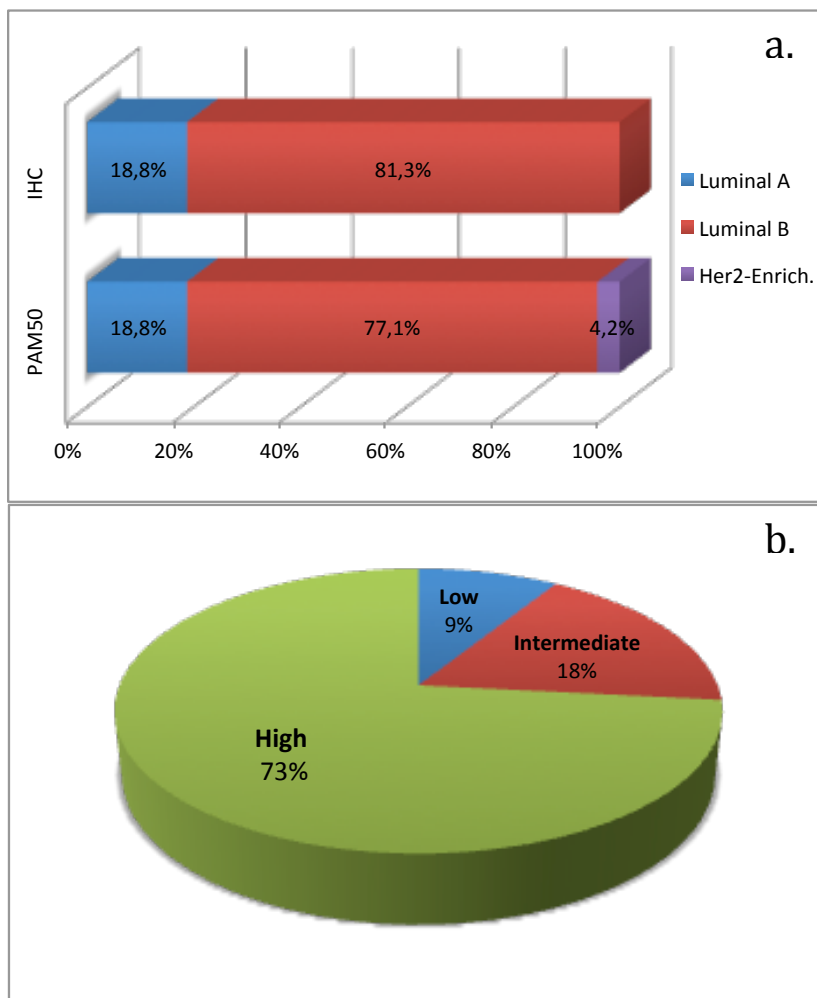 a.
IHC
18,8%
81,3%
Luminal A
Luminal B
Her2-Enrich.
PAM50
18,8%
77,1%
4,2%
0%
20%
40%
60%
80%
100%
b.
Low
9%
Intermediate
18%
High
73%